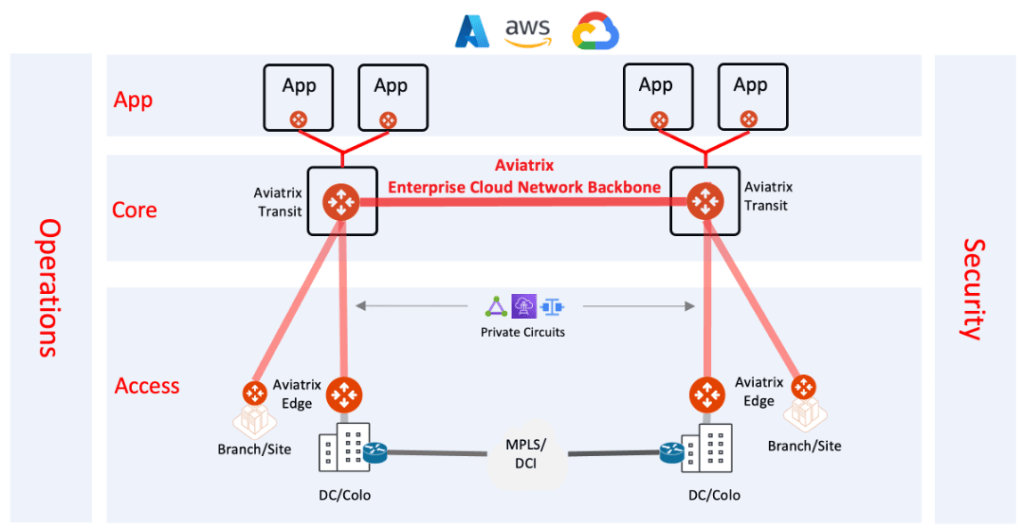 aws
App
App
App
App
App
Aviatrix
Enterprise Cloud Network Backbone
Aviatrix
Transit
Aviatrix
Transit
Core
Operations
Security
Private Circuits
Access
Aviatrix
Edge
Aviatrix
Edge
Branch/Site
Branch/Site
MPLS/
DCI
DC/Colo
DC/Colo